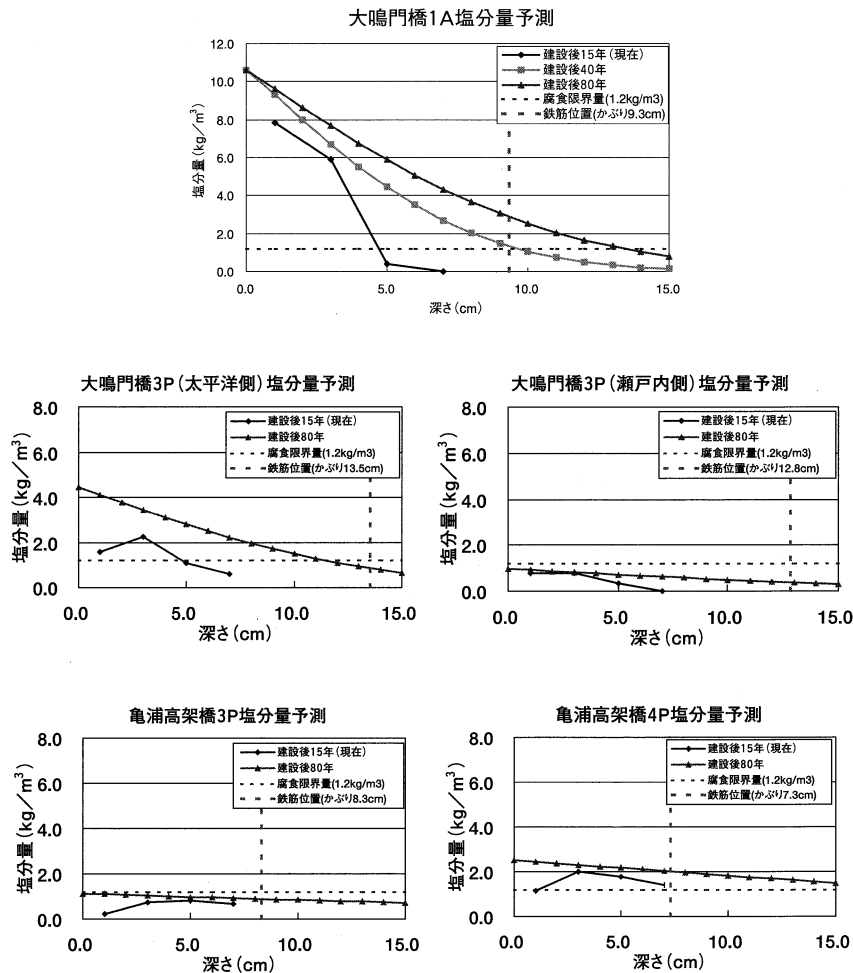 大鳴門橋1A塩分量予測
塩分量(kg/m³)
12.0
10.0
8.0
6.0
4.0
2.0
0.0
建設後15年(現在)
建設後40年
建設後80年
腐食限界量(1.2kg/m3)
鉄筋位置(かぶり9.3cm)
0.0 5.0 10.0 15.0
深さ(cm)
大鳴門橋3P(太平洋側)塩分量予測
塩分量(kg/m³)
8.0
6.0
4.0
2.0
0.0
建設後15年(現在)
建設後80年
腐食限界量(1.2kg/m3)
鉄筋位置(かぶり13.5cm)
0.0 5.0 10.0 15.0
深さ(cm)
大鳴門橋3P(瀬戸内側)塩分量予測
塩分量(kg/m³)
8.0
6.0
4.0
2.0
0.0
建設後15年(現在)
建設後80年
腐食限界量(1.2kg/m3)
鉄筋位置(かぶり12.8cm)
0.0 5.0 10.0 15.0
深さ(cm)
亀浦高架橋3P塩分量予測
塩分量(kg/m³)
8.0
6.0
4.0
2.0
0.0
建設後15年(現在)
建設後80年
腐食限界量(1.2kg/m3)
鉄筋位置(かぶり8.3cm)
0.0 5.0 10.0 15.0
深さ(cm)
亀浦高架橋4P塩分量予測
塩分量(kg/m³)
8.0
6.0
4.0
2.0
0.0
建設後15年(現在)
建設後80年
腐食限界量(1.2kg/m3)
鉄筋位置(かぶり7.3cm)
0.0 5.0 10.0 15.0
深さ(cm)